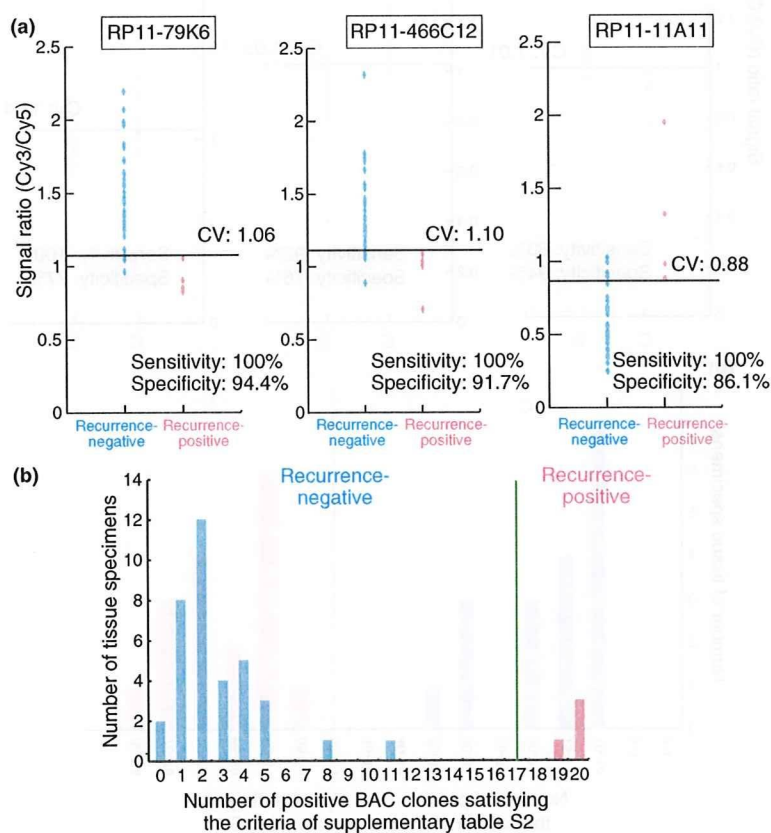 (a)
RP11-79K6
RP11-466C12
RP11-11A11
Signal ratio (Cy3/Cy5)
2.5
2
1.5
1
0.5
0
CV: 1.06
Sensitivity: 100%
Specificity: 94.4%
Recurrence-
negative
Recurrence-
positive
2.5
2
1.5
1
0.5
0
CV: 1.10
Sensitivity: 100%
Specificity: 91.7%
Recurrence-
negative
Recurrence-
positive
2.5
2
1.5
1
0.5
0
CV: 0.88
Sensitivity: 100%
Specificity: 86.1%
Recurrence-
negative
Recurrence-
positive
(b)
Recurrence-
negative
Recurrence-
positive
Number of tissue specimens
14
12
10
8
6
4
2
0
0 1 2 3 4 5 6 7 8 9 10 11 12 13 14 15 16 17 18 19 20
Number of positive BAC clones satisfying
the criteria of supplementary table S2